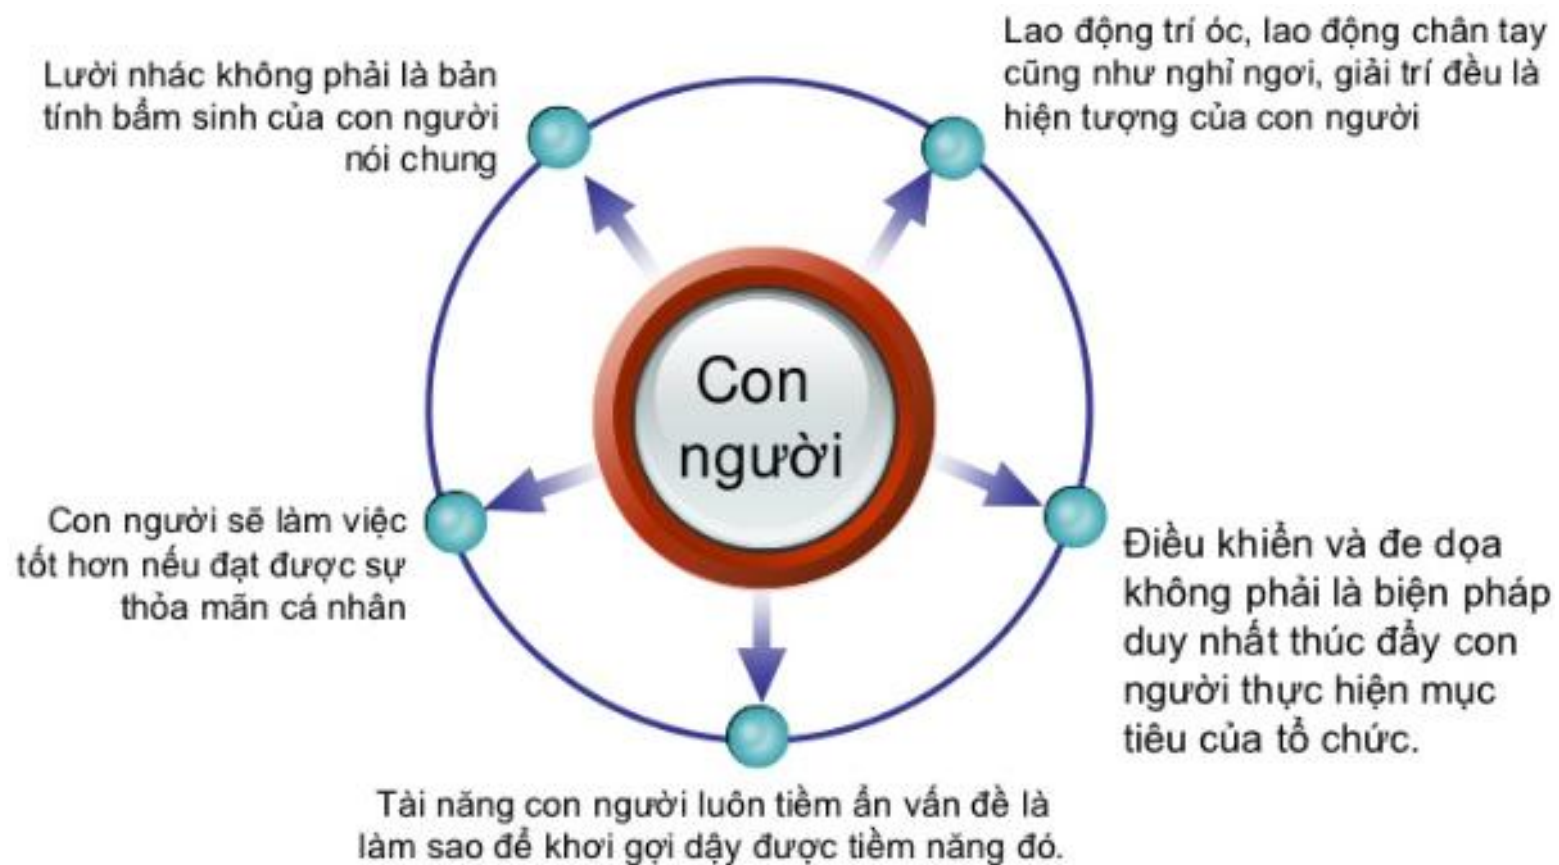 Lười nhác không phải là bản
tính bẩm sinh của con người
nói chung
Lao động trí óc, lao động chân tay
cũng như nghỉ ngơi, giải trí đều là
hiện tượng của con người
Con
người
Con người sẽ làm việc
tốt hơn nếu đạt được sự
thỏa mãn cá nhân
Điều khiển và đe dọa
không phải là biện pháp
duy nhất thúc đẩy con
người thực hiện mục
tiêu của tổ chức.
Tài năng con người luôn tiềm ẩn vấn đề là
làm sao để khơi gợi dậy được tiềm năng đó.